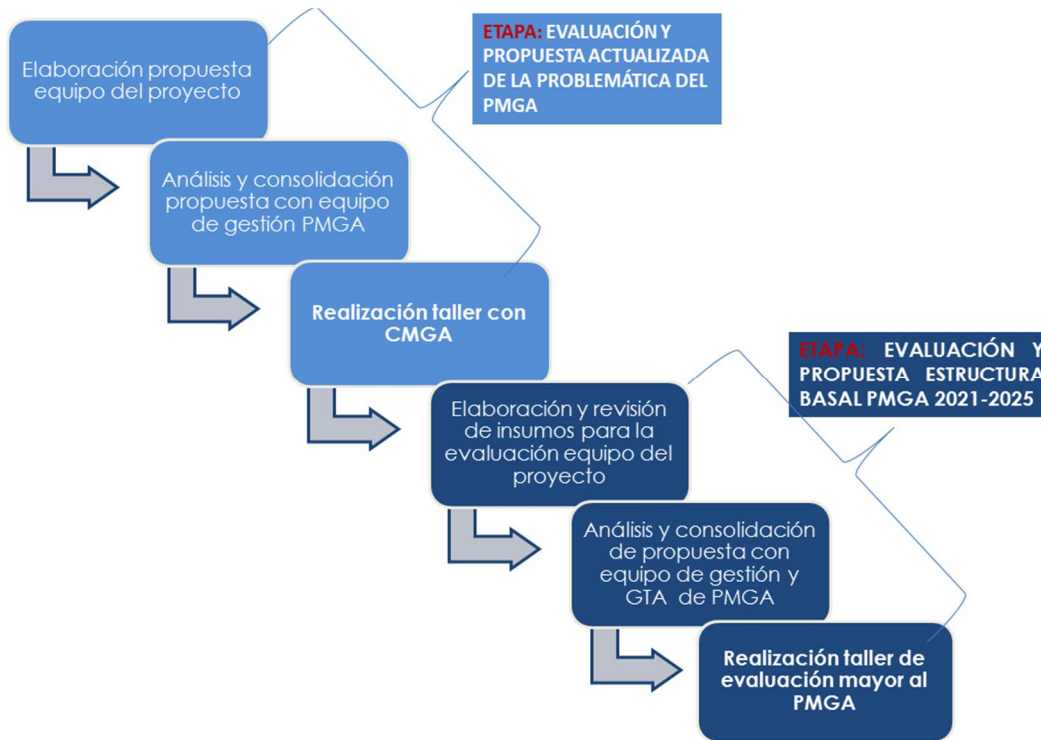 ETAPA: EVALUACIÓN Y
PROPUESTA ACTUALIZADA
DE LA PROBLEMÁTICA DEL
PMGA
Elaboración propuesta
equipo del proyecto
Análisis y consolidación
propuesta con equipo
de gestión PMGA
Realización taller con
CMGA
ETAPA: EVALUACIÓN Y
PROPUESTA ESTRUCTURA
BASAL PMGA 2021-2025
Elaboración y revisión
de insumos para la
evaluación equipo del
proyecto
Análisis y consolidación
de propuesta con
equipo de gestión y
GTA de PMGA
Realización taller de
evaluación mayor al
PMGA